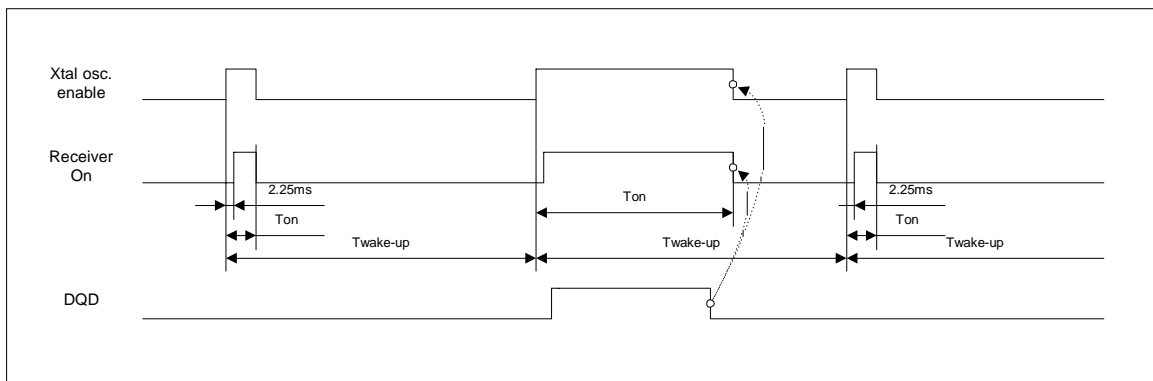 Xtal osc.
enable
Receiver
On
2.25ms
Ton
2.25ms
Ton
Ton
Twake-up
Twake-up
Twake-up
DQD